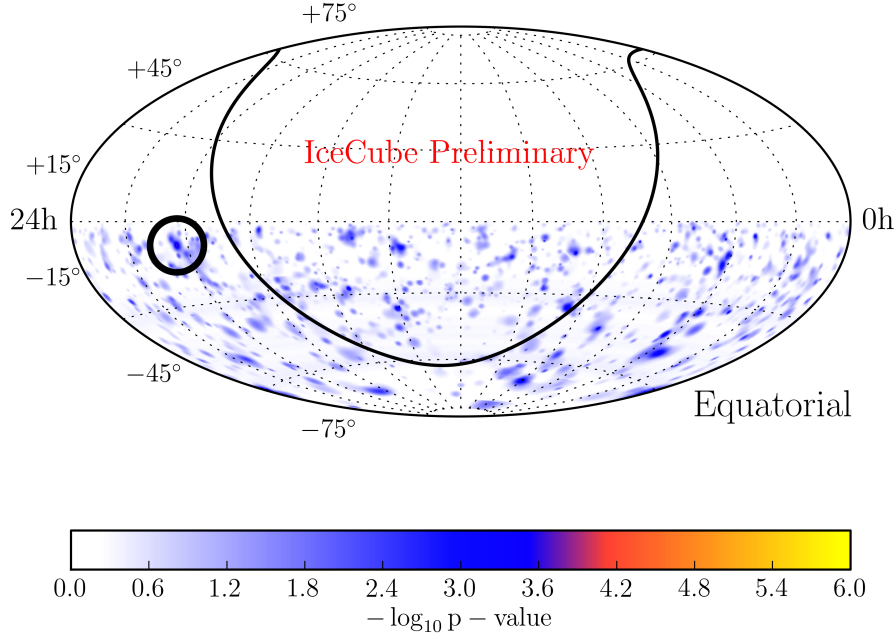 +75°
+45°
IceCube Preliminary
+15°
24h
0h
−15°
−45°
Equatorial
−75°
0.0 0.6 1.2 1.8 2.4 3.0 3.6 4.2 4.8 5.4 6.0
− log₁₀ p − value